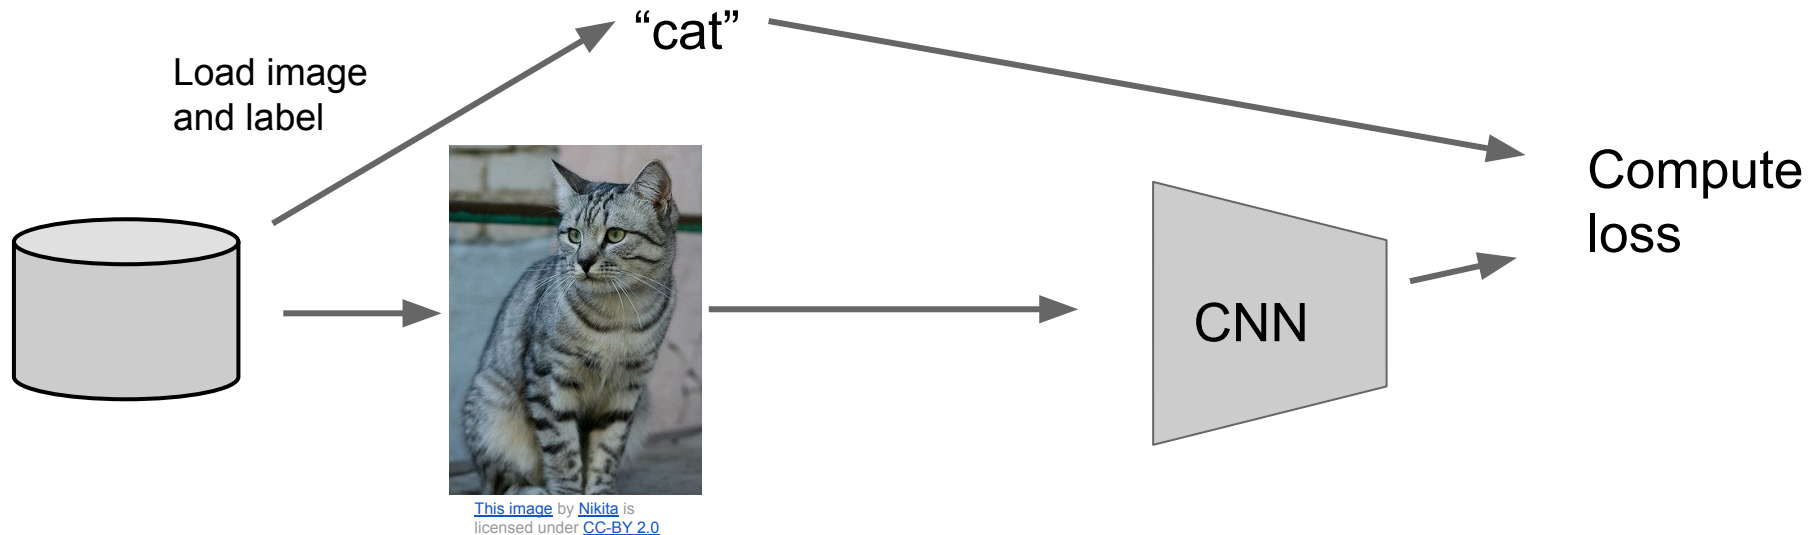 “cat”
Load image
and label
Compute
loss
CNN
This image by Nikita is
licensed under CC-BY 2.0